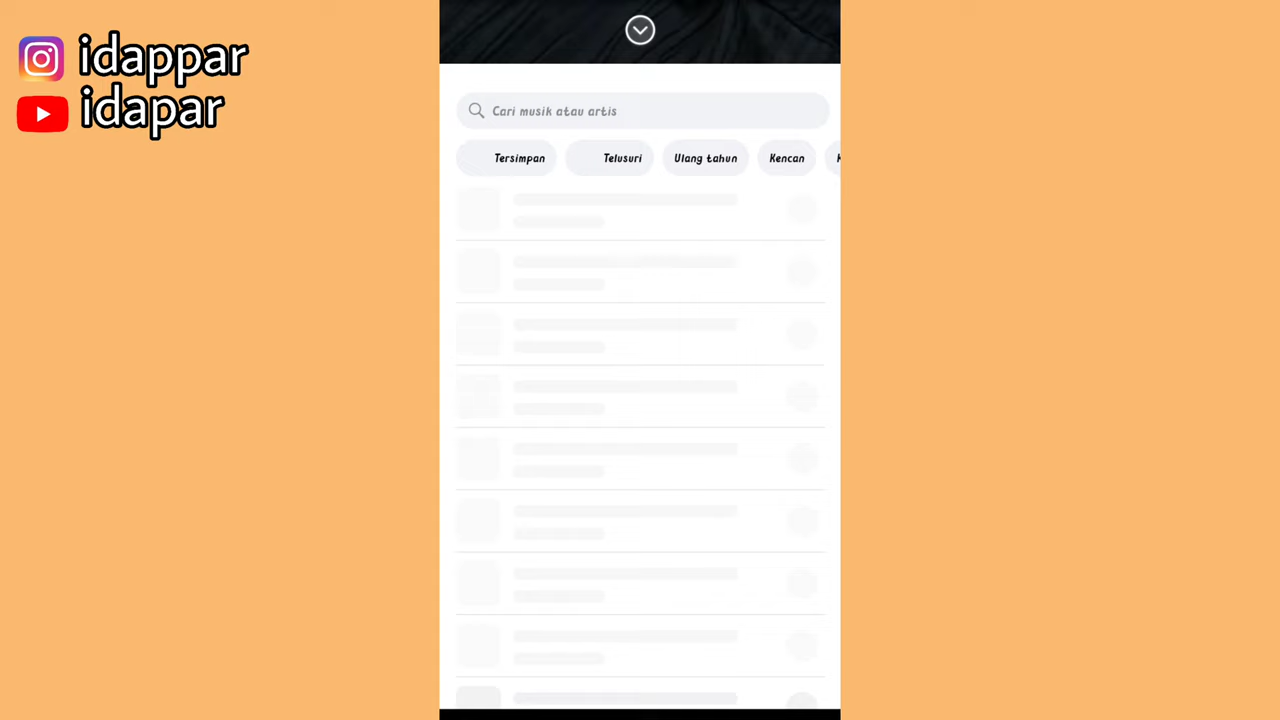 idappar
idapar
Cari musik atau artis
Tersimpan
Telusuri
Ulang tahun
Kencan